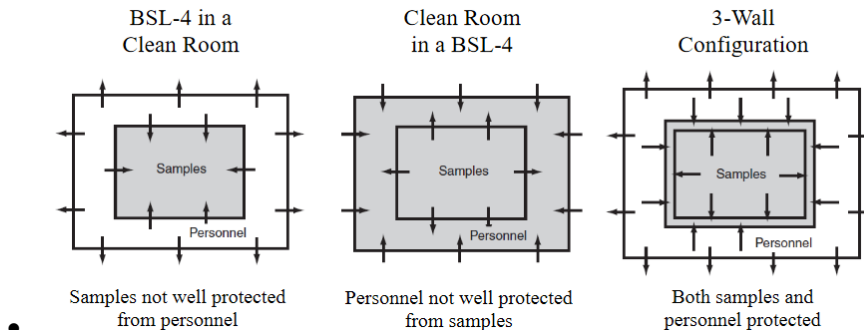 BSL-4 in a
Clean Room
Samples
Personnel
Samples not well protected
from personnel
Clean Room
in a BSL-4
Samples
Personnel
Personnel not well protected
from samples
3-Wall
Configuration
Samples
Personnel
Both samples and
personnel protected